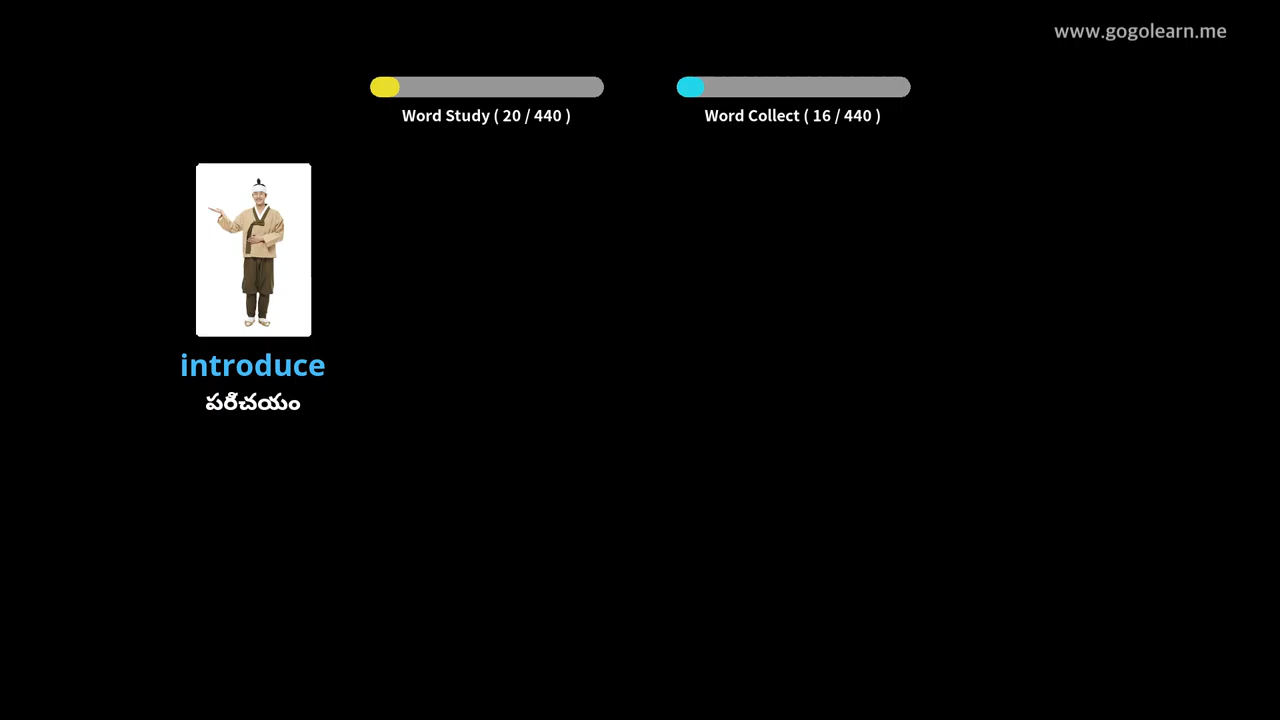 www.gogolearn.me
Word Study ( 20 / 440 )
Word Collect ( 16 / 440 )
introduce
పరిచయం